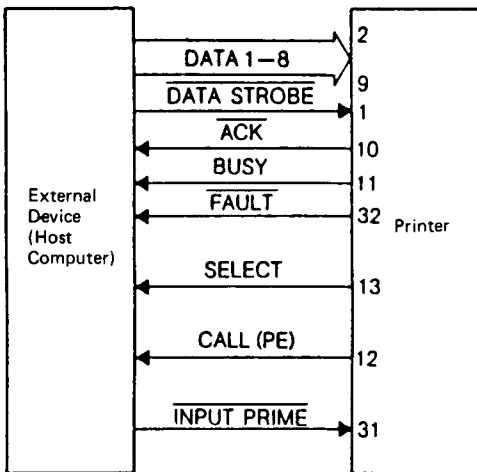 2
DATA 1–8
9
DATA STROBE
1
ACK
10
BUSY
11
External
Device
(Host
Computer)
FAULT
32
Printer
SELECT
13
CALL (PE)
12
INPUT PRIME
31